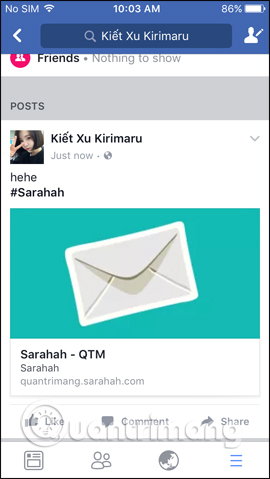 No SIM 10:03 AM 86%
Kiết Xu Kirimaru
Friends • Nothing to show
POSTS
Kiết Xu Kirimaru
Just now •
hehe
#Sarahah
Sarahah - QTM
Sarahah
quantrimang.sarahah.com
Like Comment Share
Quantrimang